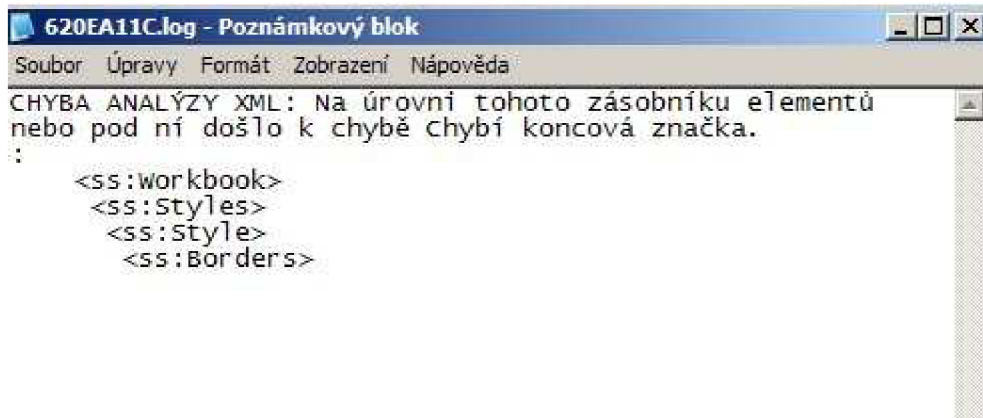 620EA11C.log - Poznámkový blok
Soubor Úpravy Formát Zobrazení Nápověda
CHYBA ANALÝZY XML: Na úrovni tohoto zásobníku elementů
nebo pod ní došlo k chybě Chybí koncová značka.
:
<ss:Workbook>
<ss:Styles>
<ss:Style>
<ss:Borders>